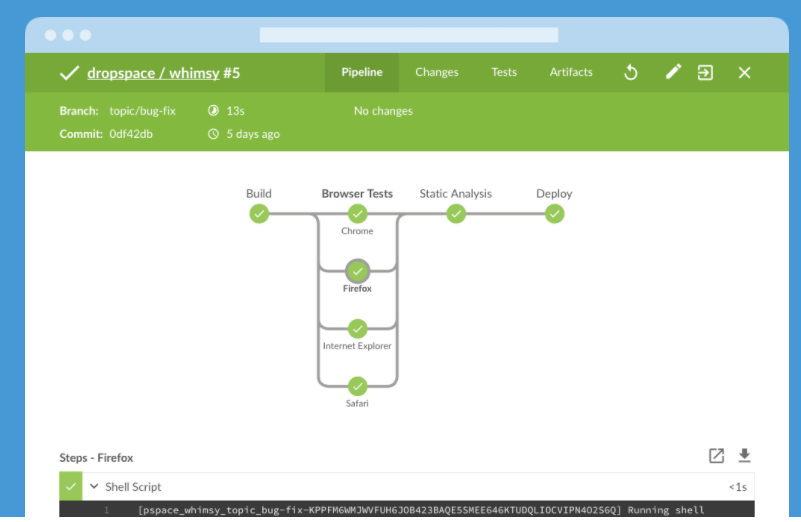 dropspace / whimsy #5
Pipeline
Changes
Tests
Artifacts
Branch: topic/bug-fix
13s
No changes
Commit: 0df42db
5 days ago
Build
Browser Tests
Static Analysis
Deploy
Chrome
Firefox
Internet Explorer
Safari
Steps - Firefox
Shell Script
<1s
1 [pspace_whimsy_topic_bug-fix-KPPFM6WMJWVFUH6JOB423BAQE5SMEE646KTUDQLIOCVIPN4O2S6Q] Running shell